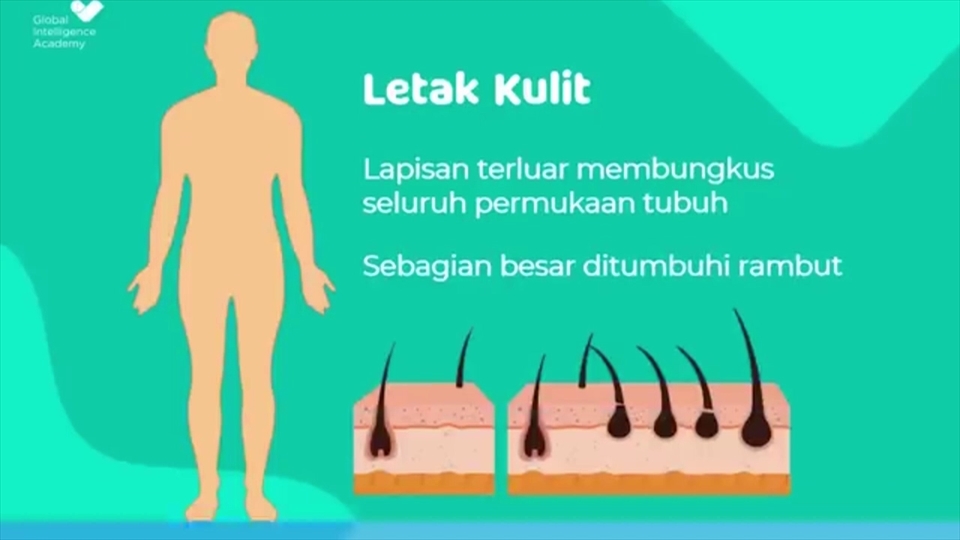 Global
Intelligence
Academy
Letak Kulit
Lapisan terluar membungkus
seluruh permukaan tubuh
Sebagian besar ditumbuhi rambut